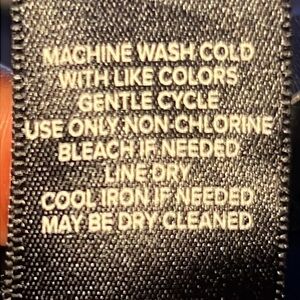 MACHINE WASH COLD
WITH LIKE COLORS
GENTLE CYCLE
USE ONLY NON-CHLORINE
BLEACH IF NEEDED
LINE DRY
COOL IRON IF NEEDED
MAY BE DRY CLEANED